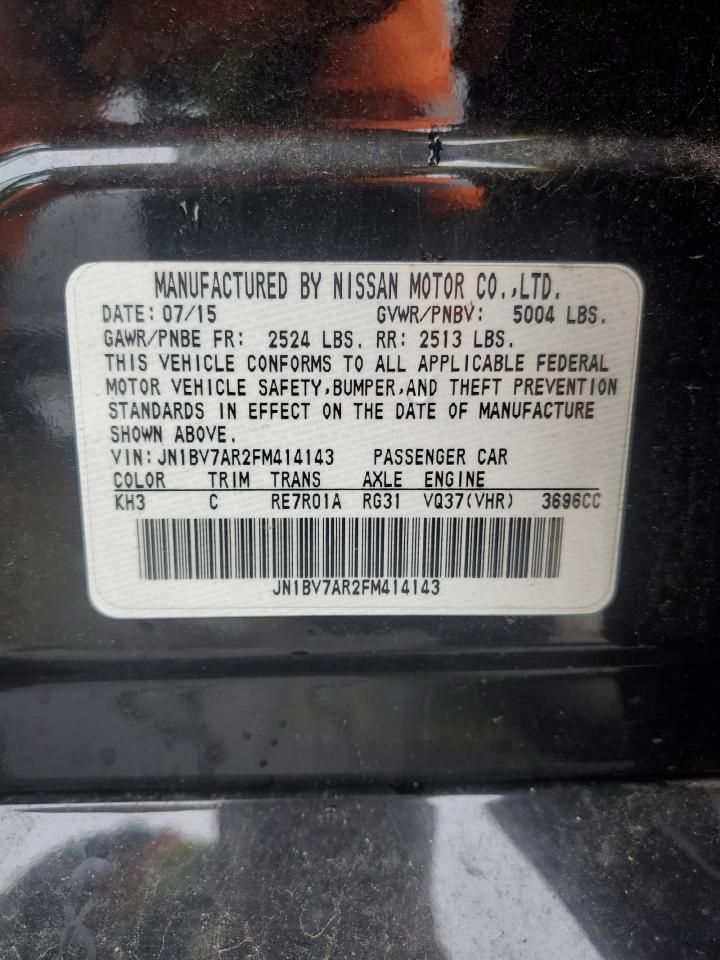 MANUFACTURED BY NISSAN MOTOR CO.,LTD.
DATE: 07/15 GVWR/PNBV: 5004 LBS.
GAWR/PNBE FR: 2524 LBS. RR: 2513 LBS.
THIS VEHICLE CONFORMS TO ALL APPLICABLE FEDERAL
MOTOR VEHICLE SAFETY,BUMPER,AND THEFT PREVENTION
STANDARDS IN EFFECT ON THE DATE OF MANUFACTURE
SHOWN ABOVE.
VIN:JN1BV7AR2FM414143 PASSENGER CAR
COLOR TRIM TRANS AXLE ENGINE
KH3 C RE7R01A RG31 VQ37(VHR) 3696CC
JN1BV7AR2FM414143